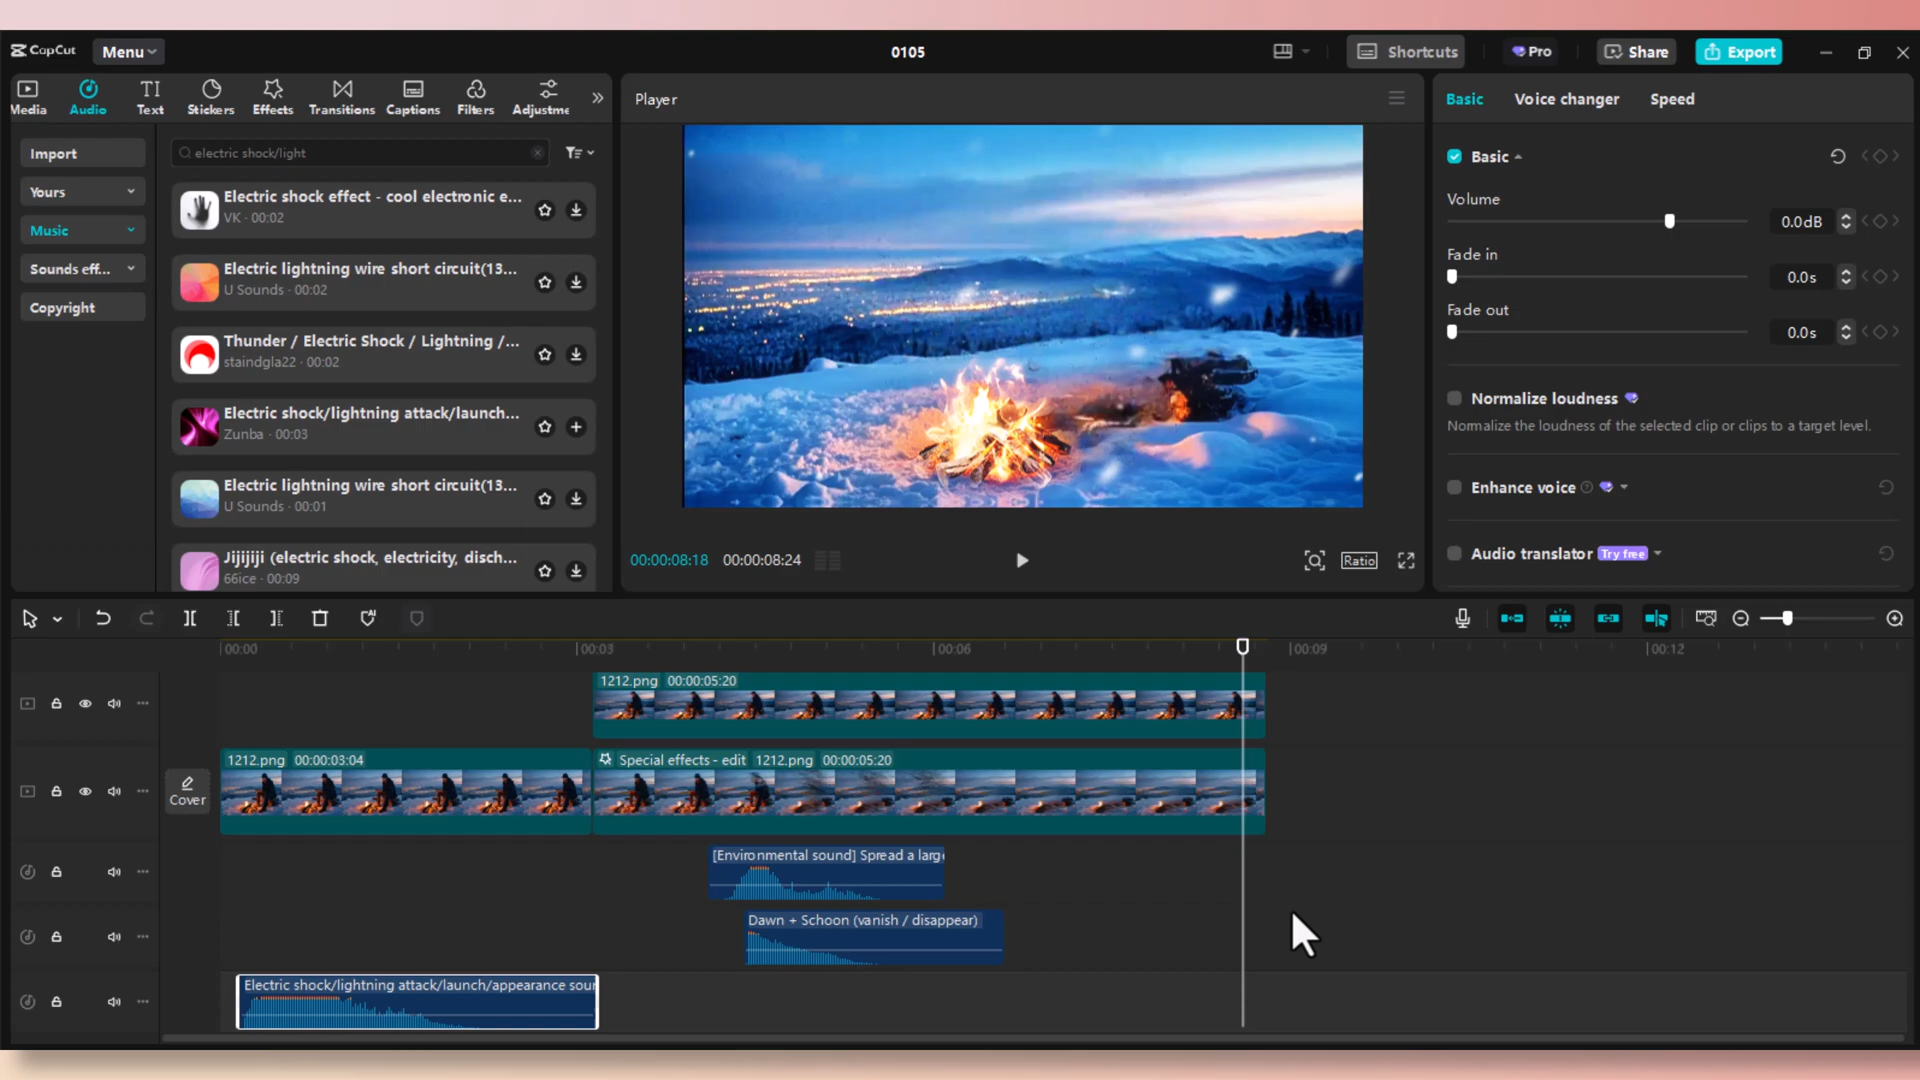 CapCut
Menu
0105
Shortcuts
Pro
Share
Export
Media
Audio
Text
Stickers
Effects
Transitions
Captions
Filters
Adjustme
Import
Yours
Music
Sounds eff...
Copyright
electric shock/light
Electric shock effect - cool electronic e...
VK · 00:02
Electric lightning wire short circuit(13...
U Sounds · 00:02
Thunder / Electric Shock / Lightning /...
staindgla22 · 00:02
Electric shock/lightning attack/launch...
Zunba · 00:03
Electric lightning wire short circuit(13...
U Sounds · 00:01
Jijijiji (electric shock, electricity, disch...
66ice · 00:09
Player
00:00:08:18
00:00:08:24
Ratio
Basic
Voice changer
Speed
Basic
Volume
0.0dB
Fade in
0.0s
Fade out
0.0s
Normalize loudness
Normalize the loudness of the selected clip or clips to a target level.
Enhance voice
Audio translator
Try free
00:00
00:03
00:06
00:09
00:12
1212.png 00:00:05:20
Cover
1212.png 00:00:03:04
Special effects - edit 1212.png 00:00:05:20
[Environmental sound] Spread a large
Dawn + Schoon (vanish / disappear)
Electric shock/lightning attack/launch/appearance soun